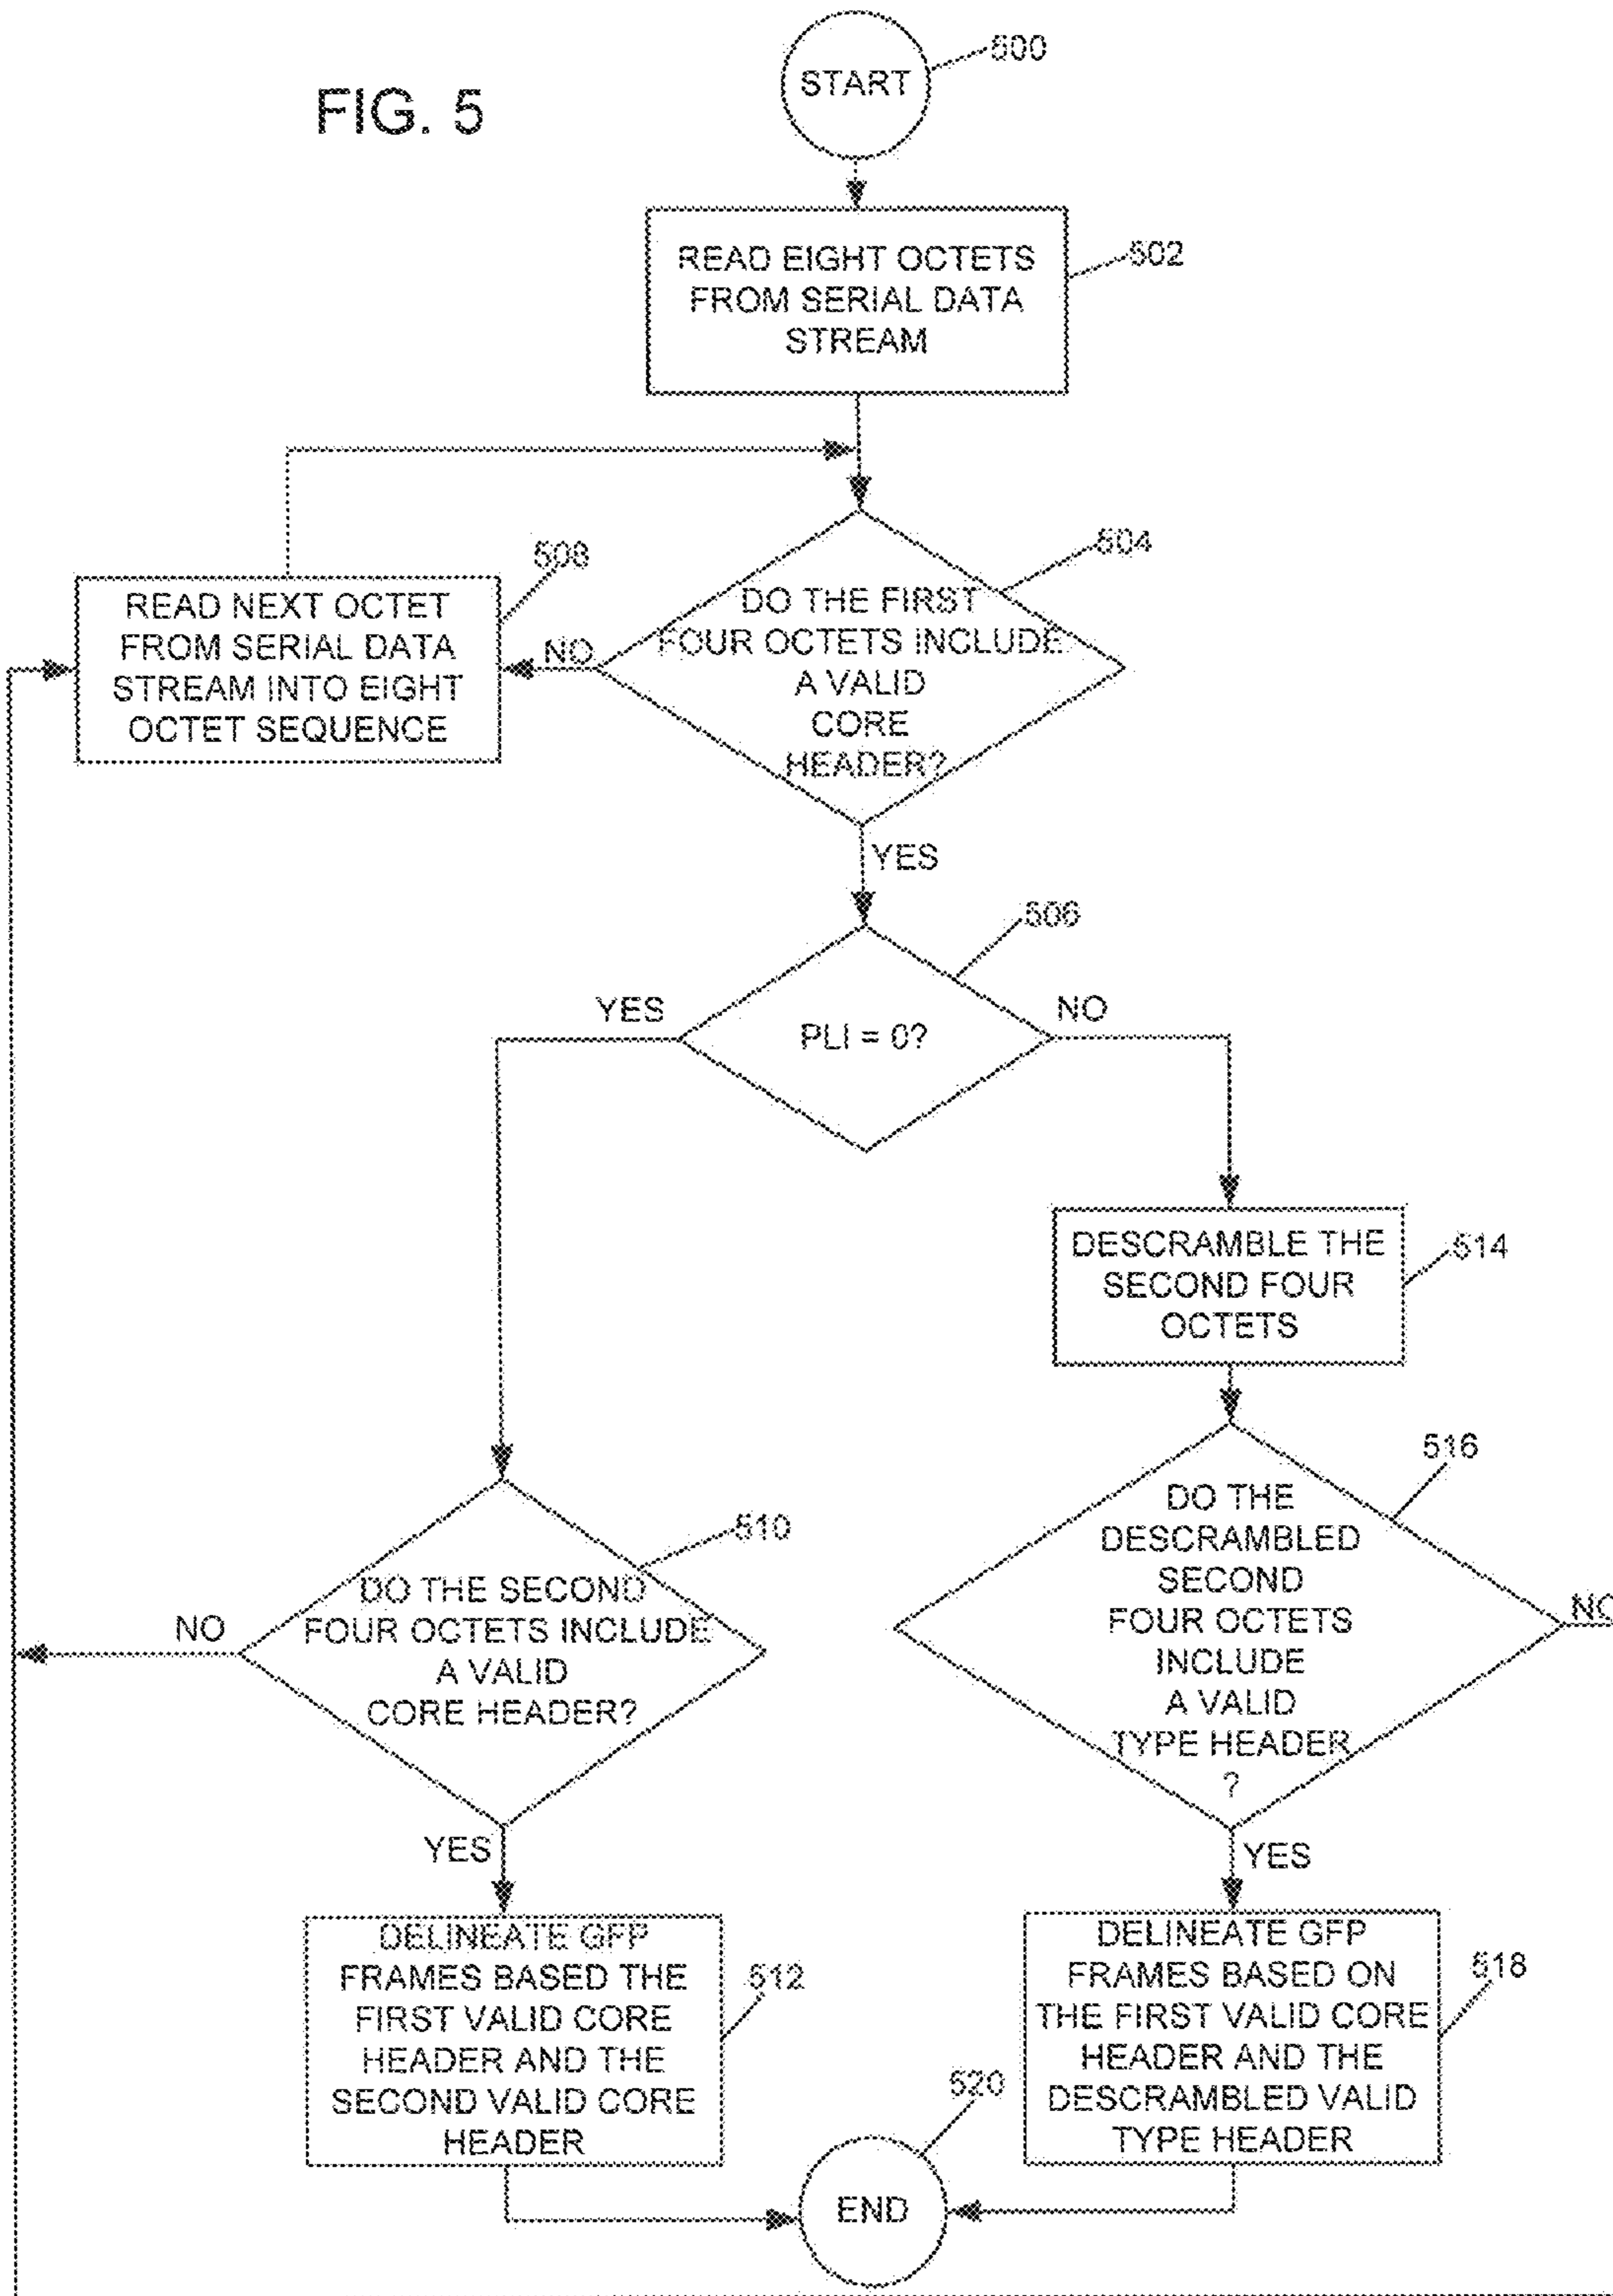 FIG. 5
START
500
READ EIGHT OCTETS
FROM SERIAL DATA
STREAM
502
DO THE FIRST
FOUR OCTETS INCLUDE
A VALID
CORE
HEADER?
504
NO
READ NEXT OCTET
FROM SERIAL DATA
STREAM INTO EIGHT
OCTET SEQUENCE
508
YES
PLI = 0?
506
YES
NO
DESCRAMBLE THE
SECOND FOUR
OCTETS
514
DO THE SECOND
FOUR OCTETS INCLUDE
A VALID
CORE HEADER?
510
NO
DO THE
DESCRAMBLED
SECOND
FOUR OCTETS
INCLUDE
A VALID
TYPE HEADER
?
516
NO
YES
YES
DELINEATE GFP
FRAMES BASED THE
FIRST VALID CORE
HEADER AND THE
SECOND VALID CORE
HEADER
512
DELINEATE GFP
FRAMES BASED ON
THE FIRST VALID CORE
HEADER AND THE
DESCRAMBLED VALID
TYPE HEADER
518
520
END